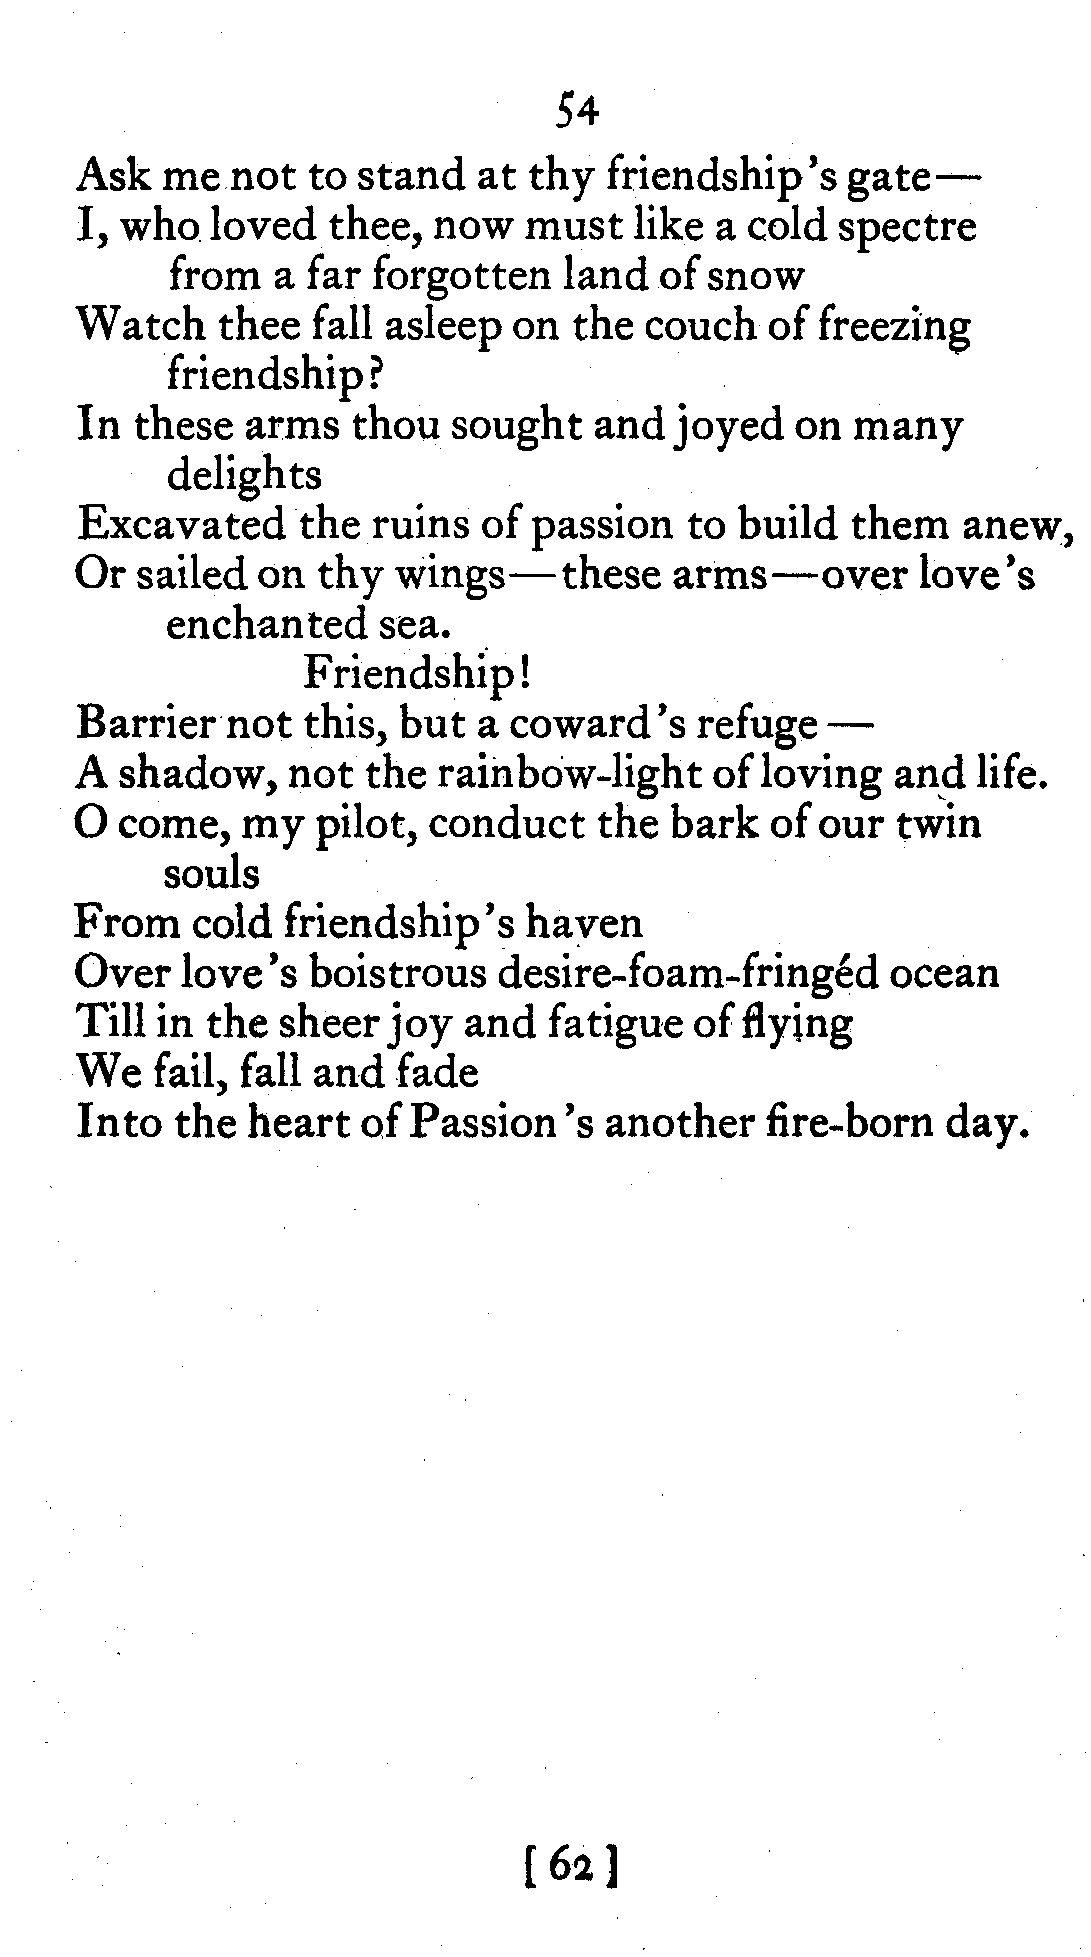 54
Ask me not to stand at thy friendship's gate—
I, who loved thee, now must like a cold spectre
from a far forgotten land of snow
Watch thee fall asleep on the couch of freezing
friendship?
In these arms thou sought and joyed on many
delights
Excavated the ruins of passion to build them anew,
Or sailed on thy wings—these arms—over love's
enchanted sea.
Friendship!
Barrier not this, but a coward's refuge—
A shadow, not the rainbow-light of loving and life.
O come, my pilot, conduct the bark of our twin
souls
From cold friendship's haven
Over love's boistrous desire-foam-fringéd ocean
Till in the sheer joy and fatigue of flying
We fail, fall and fade
Into the heart of Passion's another fire-born day.
[ 62 ]